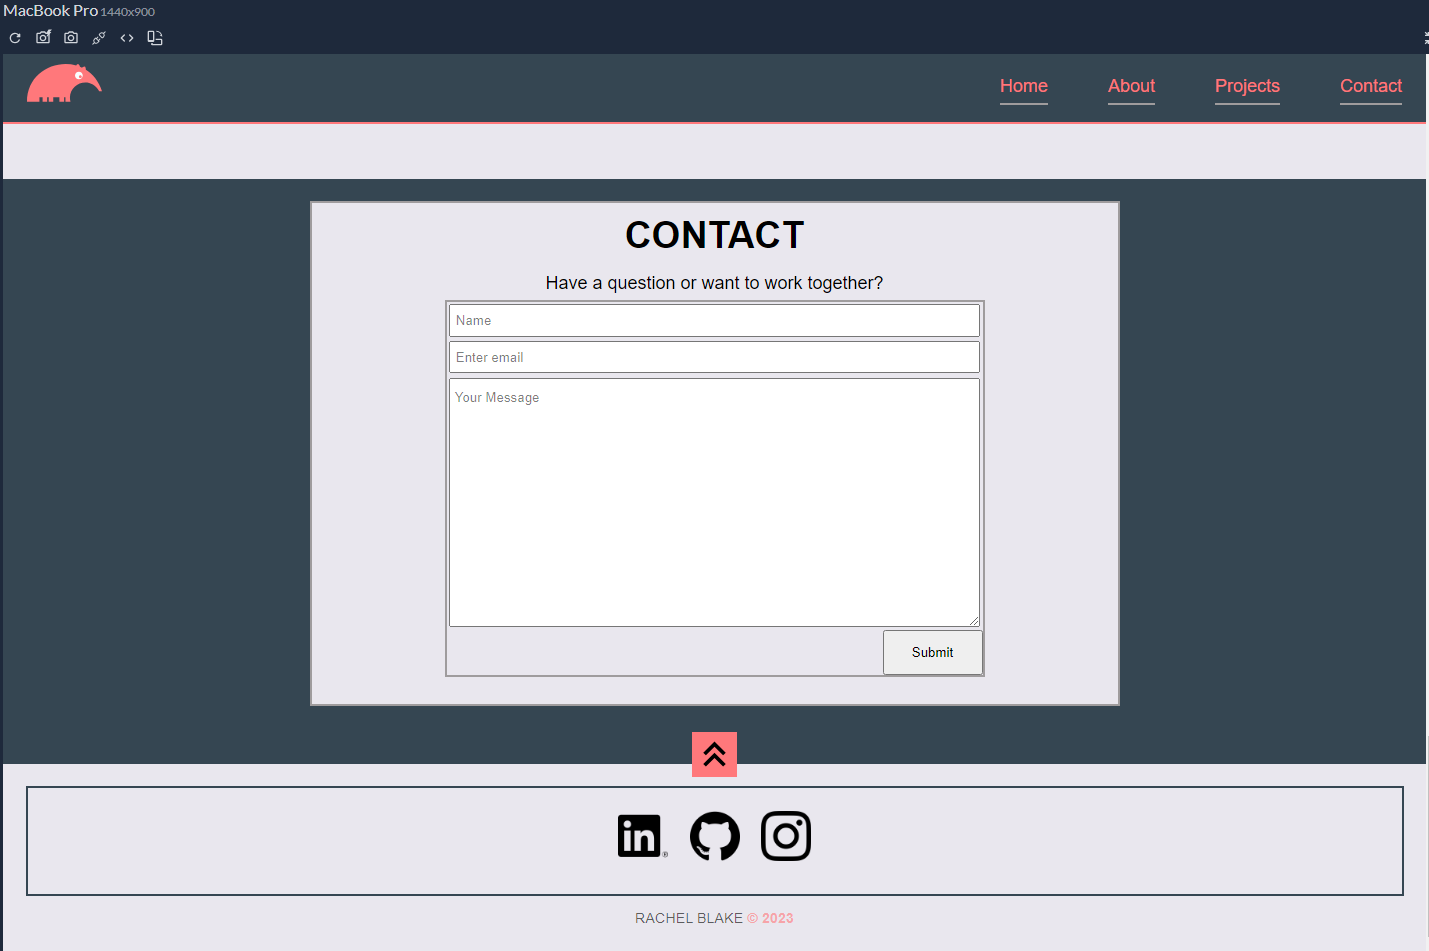 MacBook Pro 1440x900
Home About Projects Contact
CONTACT
Have a question or want to work together?
Name
Enter email
Your Message
Submit
in ®
RACHEL BLAKE © 2023